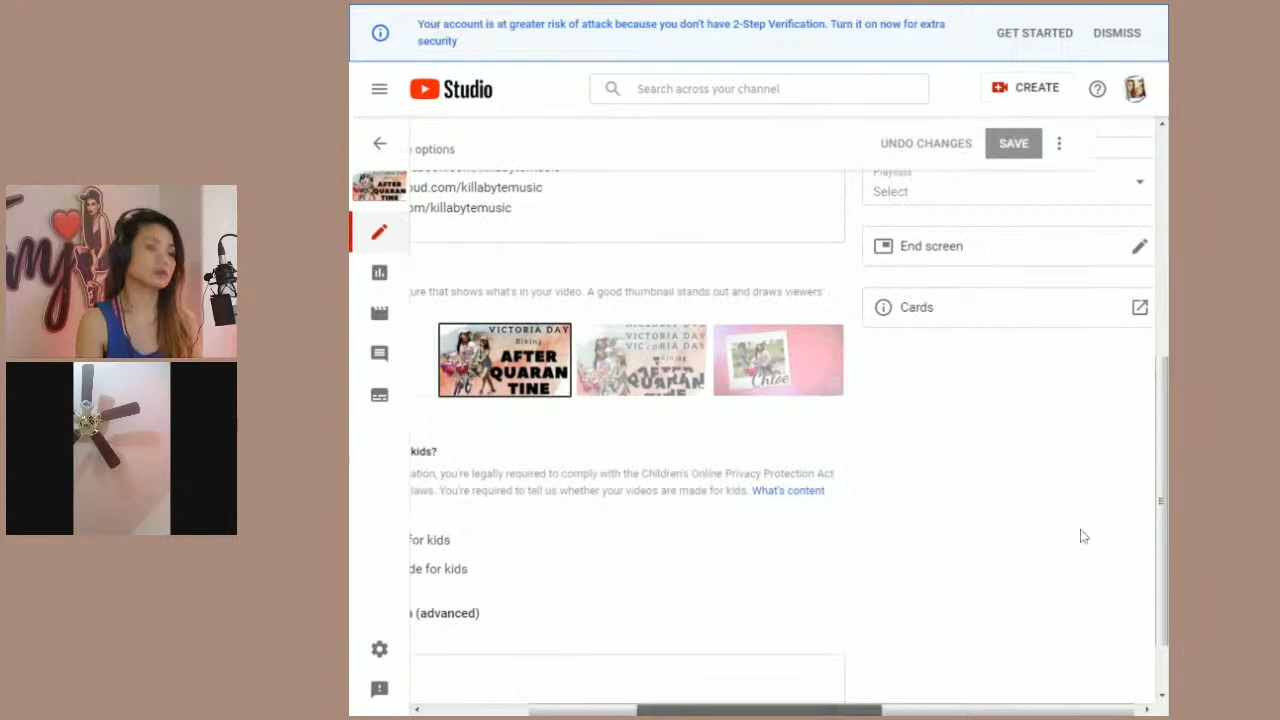 Your account is at greater risk of attack because you don't have 2-Step Verification. Turn it on now for extra
security
GET STARTED
DISMISS
Studio
Search across your channel
CREATE
options
UNDO CHANGES
SAVE
Playlists
Select
oud.com/killabytemusic
om/killabytemusic
End screen
ure that shows what's in your video. A good thumbnail stands out and draws viewers'
Cards
VICTORIA DAY
Hiking
AFTER
QUARAN
TINE
VICTORIA DAY
Chloe
kids?
ation, you're legally required to comply with the Children's Online Privacy Protection Act
laws. You're required to tell us whether your videos are made for kids. What's content
for kids
de for kids
(advanced)